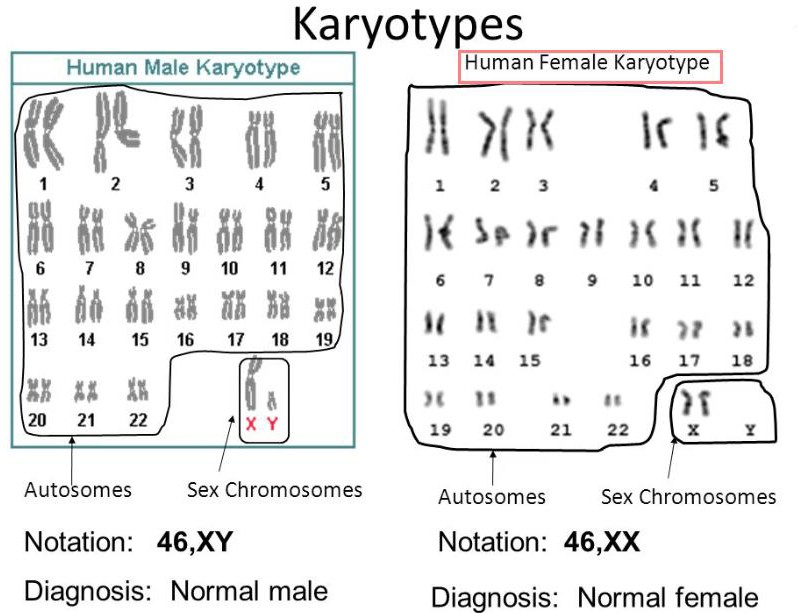 Karyotypes
Human Male Karyotype
1 2 3 4 5
6 7 8 9 10 11 12
13 14 15 16 17 18 19
20 21 22 X Y
Autosomes Sex Chromosomes
Notation: 46,XY
Diagnosis: Normal male
Human Female Karyotype
1 2 3 4 5
6 7 8 9 10 11 12
13 14 15 16 17 18
19 20 21 22 X Y
Autosomes Sex Chromosomes
Notation: 46,XX
Diagnosis: Normal female